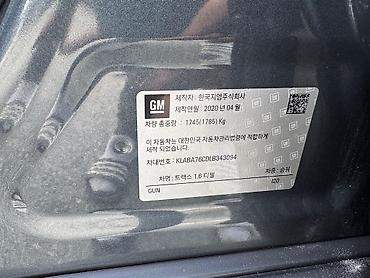 GM
제작자 : 한국지엠주식회사
제작연월 : 2020 년 04 월
차량 총중량 : 1745(1785) Kg
이 자동차는 대한민국 자동차관리법령에 적합하게
제작되었습니다.
차대번호 : KLABA76CDLB343094
차종 : 승용
차명 : 트랙스 1.6 디젤
I20
GUN